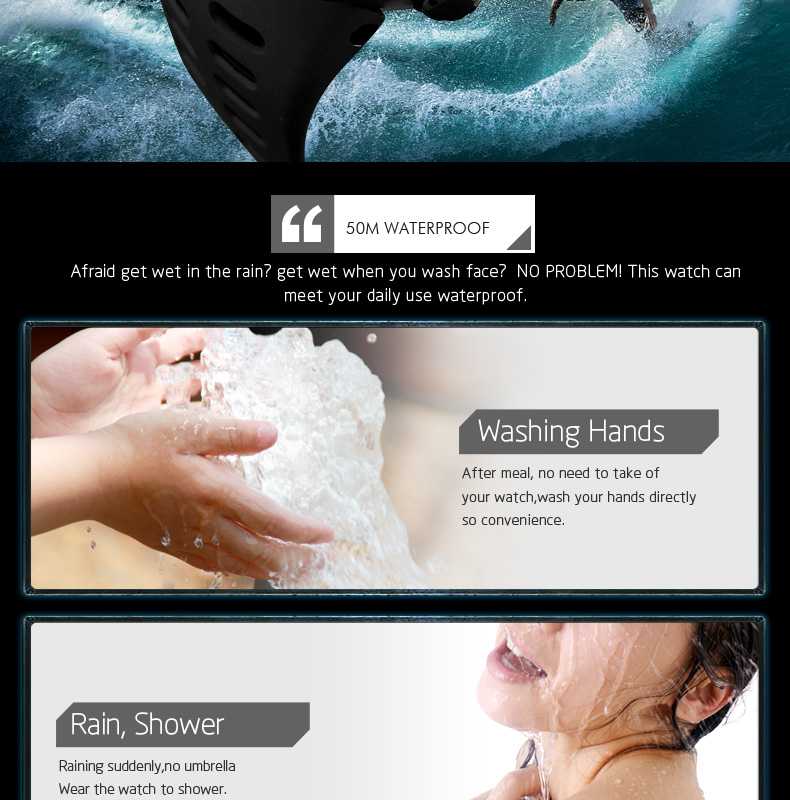 50M WATERPROOF
Afraid get wet in the rain? get wet when you wash face?  NO PROBLEM! This watch can
meet your daily use waterproof.
Washing Hands
After meal, no need to take of
your watch,wash your hands directly
so convenience.
Rain, Shower
Raining suddenly,no umbrella
Wear the watch to shower.